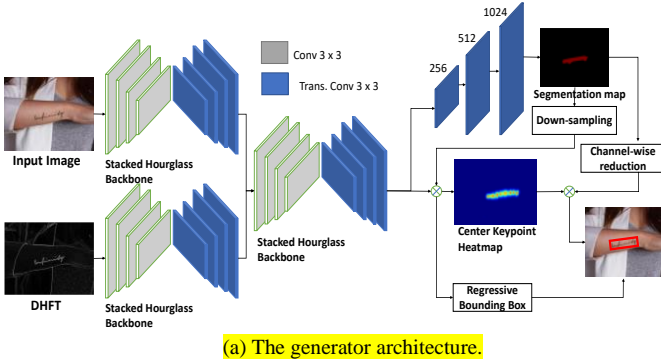 1024
512
256
Conv 3 x 3
Trans. Conv 3 x 3
Segmentation map
Down-sampling
Input Image
Stacked Hourglass
Backbone
Channel-wise
reduction
Stacked Hourglass
Backbone
Center Keypoint
Heatmap
DHFT
Stacked Hourglass
Backbone
Regressive
Bounding Box
(a) The generator architecture.